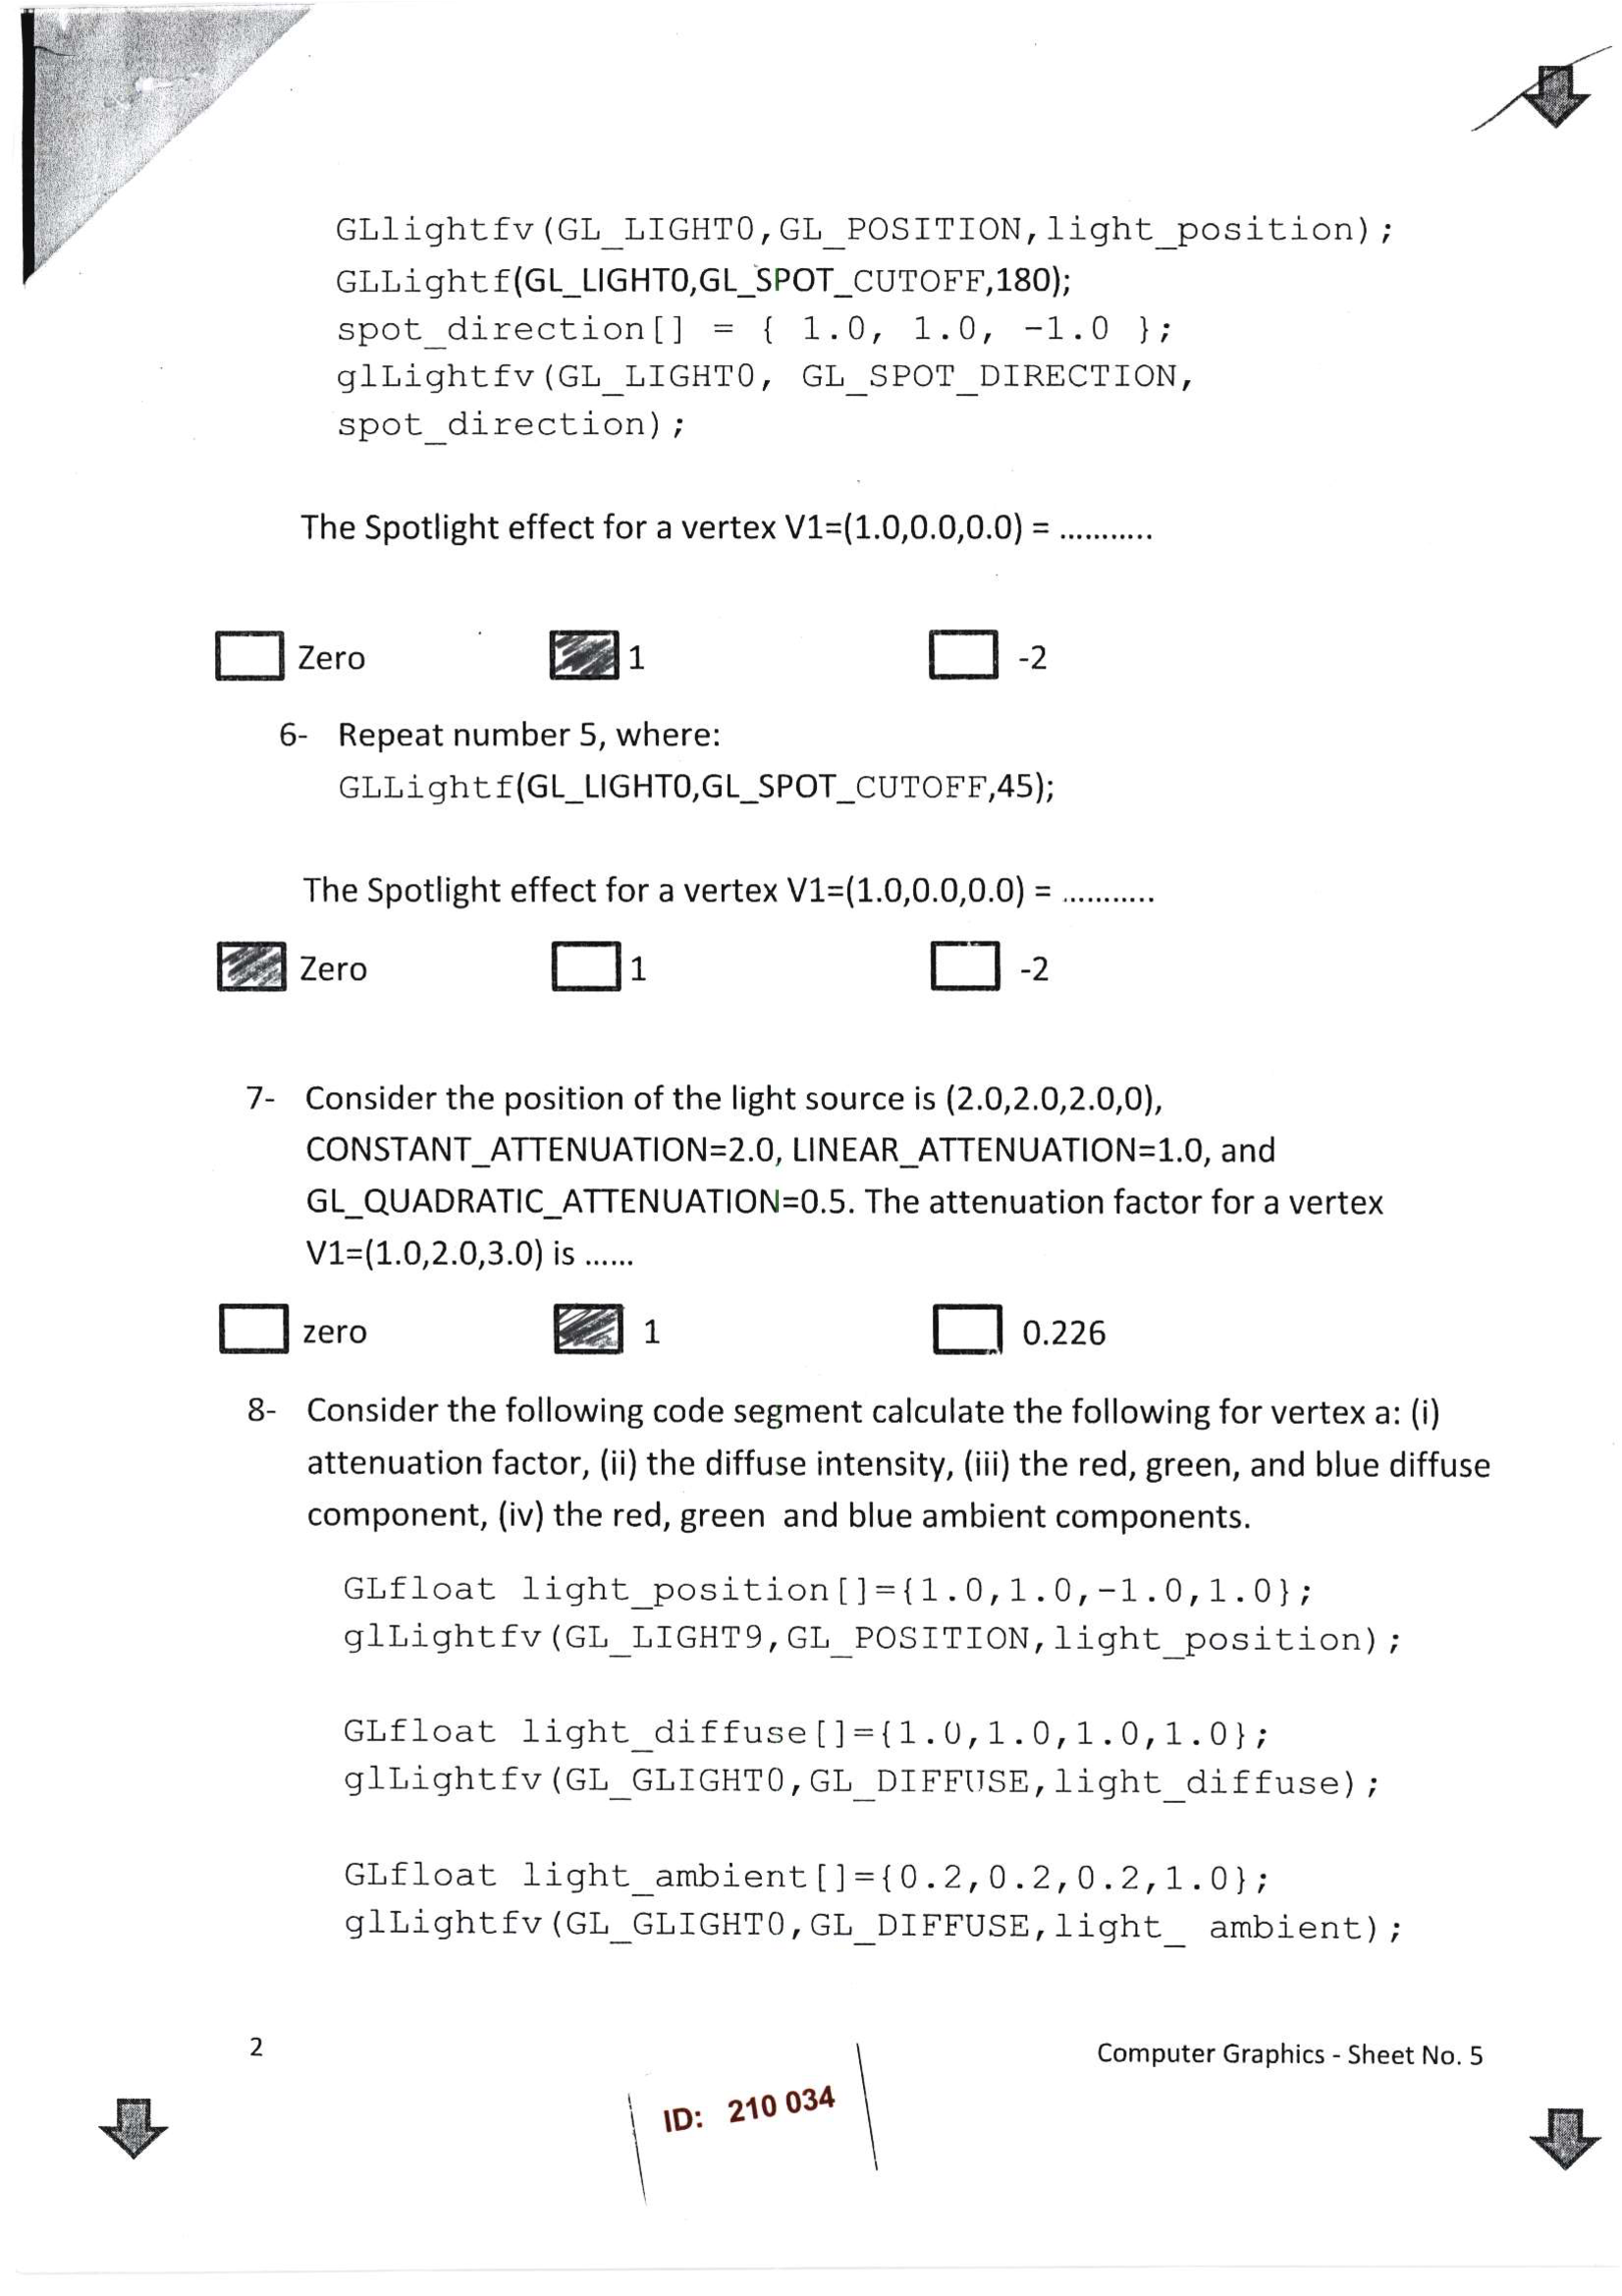 GLlightfv(GL_LIGHT0,GL_POSITION,light_position);
GLLightf(GL_LIGHT0,GL_SPOT_CUTOFF,180);
spot_direction[] = { 1.0, 1.0, -1.0 };
glLightfv(GL_LIGHT0, GL_SPOT_DIRECTION,
spot_direction);
The Spotlight effect for a vertex V1=(1.0,0.0,0.0) = ...........
Zero 1 -2
6- Repeat number 5, where:
GLLightf(GL_LIGHT0,GL_SPOT_CUTOFF,45);
The Spotlight effect for a vertex V1=(1.0,0.0,0.0) = ...........
Zero 1 -2
7- Consider the position of the light source is (2.0,2.0,2.0,0),
CONSTANT_ATTENUATION=2.0, LINEAR_ATTENUATION=1.0, and
GL_QUADRATIC_ATTENUATION=0.5. The attenuation factor for a vertex
V1=(1.0,2.0,3.0) is ......
zero 1 0.226
8- Consider the following code segment calculate the following for vertex a: (i)
attenuation factor, (ii) the diffuse intensity, (iii) the red, green, and blue diffuse
component, (iv) the red, green and blue ambient components.
GLfloat light_position[]={1.0,1.0,-1.0,1.0};
glLightfv(GL_LIGHT9,GL_POSITION,light_position);
GLfloat light_diffuse[]={1.0,1.0,1.0,1.0};
glLightfv(GL_GLIGHT0,GL_DIFFUSE,light_diffuse);
GLfloat light_ambient[]={0.2,0.2,0.2,1.0};
glLightfv(GL_GLIGHT0,GL_DIFFUSE,light_ ambient);
2 Computer Graphics - Sheet No. 5
ID: 210 034